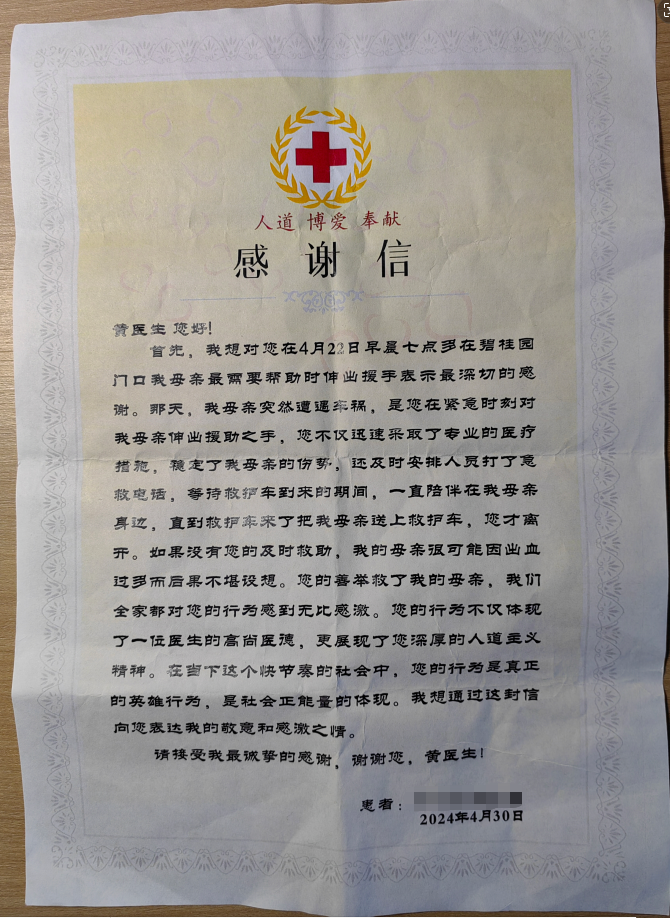 人道 博爱 奉献
感谢信
黄医生 您好!
首先，我想对您在4月22日早晨七点多在碧桂园
门口我母亲最需要帮助时伸出援手表示最深切的感
谢。那天，我母亲突然遭遇车祸，是您在紧急时刻对
我母亲伸出援助之手，您不仅迅速采取了专业的医疗
措施，稳定了我母亲的伤势，还及时安排人员打了急
救电话，等待救护车到来的期间，一直陪伴在我母亲
身边，直到救护车来了把我母亲送上救护车，您才离
开。如果没有您的及时救助，我的母亲很可能因出血
过多而后果不堪设想。您的善举救了我的母亲，我们
全家都对您的行为感到无比感激。您的行为不仅体现
了一位医生的高尚医德，更展现了您深厚的人道主义
精神。在当下这个快节奏的社会中，您的行为是真正
的英雄行为，是社会正能量的体现。我想通过这封信
向您表达我的敬意和感激之情。
请接受我最诚挚的感谢，谢谢您，黄医生!
患者：
2024年4月30日